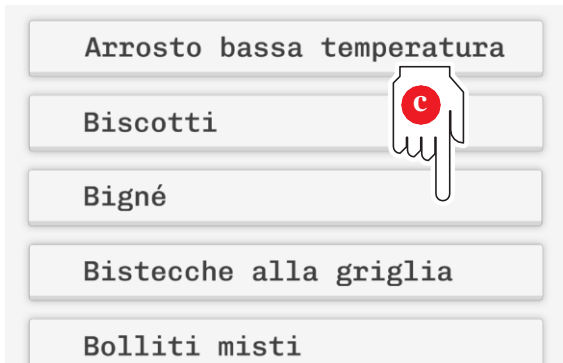 Arrosto bassa temperatura
c
Biscotti
Bigné
Bistecche alla griglia
Bolliti misti